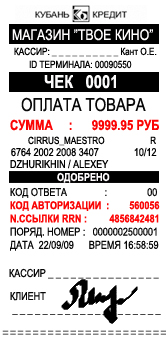 КУБАНЬ КРЕДИТ
МАГАЗИН "ТВОЕ КИНО"
КАССИР: Кант О.Е.
ID ТЕРМИНАЛА: 00090550
ЧЕК 0001
ОПЛАТА ТОВАРА
СУММА : 9999.95 РУБ
CIRRUS_MAESTRO R
6764 2002 2008 3407 10/12
DZHURIKHIN / ALEXEY
ОДОБРЕНО
КОД ОТВЕТА : 00
КОД АВТОРИЗАЦИИ : 560056
N.ССЫЛКИ RRN : 4856842481
ПОРЯД. НОМЕР : 0000002500001
ДАТА 22/09/09 ВРЕМЯ 16:58:59
КАССИР
КЛИЕНТ